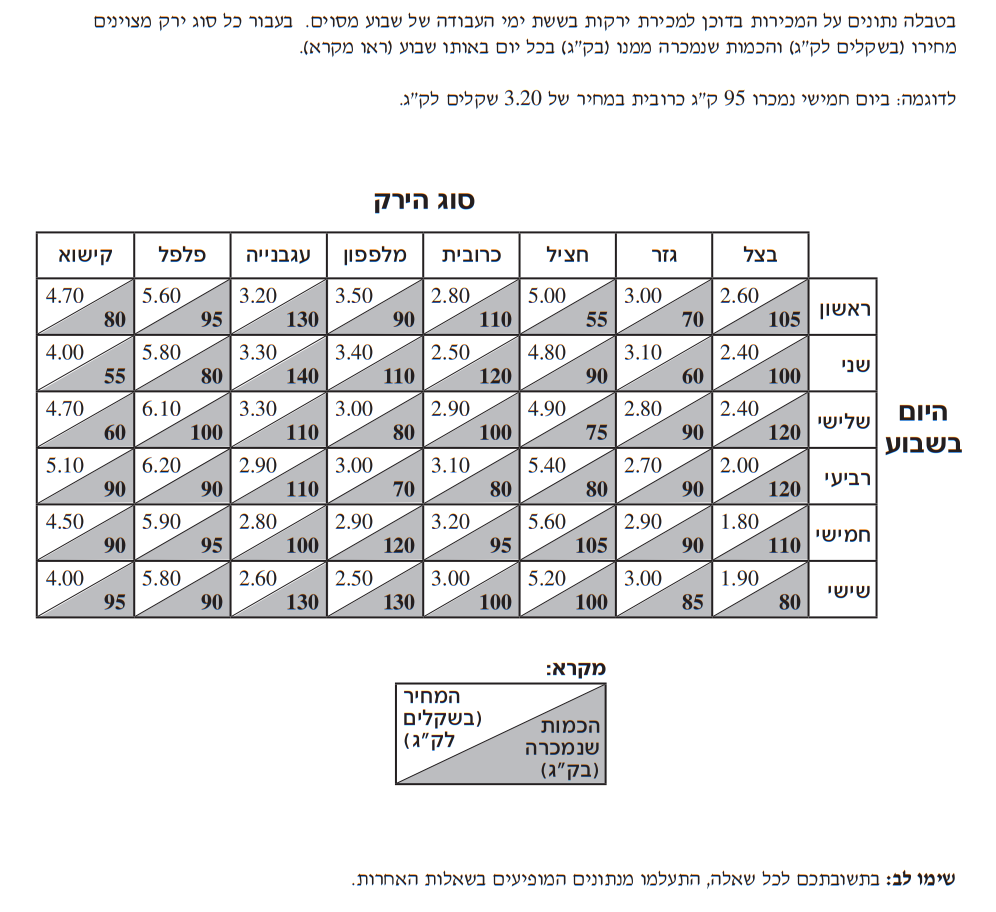 בטבלה נתונים על המכירות בדוכן למכירת ירקות בששת ימי העבודה של שבוע מסוים. בעבור כל סוג ירק מצוינים
מחירו (בשקלים לק"ג) והכמות שנמכרה ממנו (בק"ג) בכל יום באותו שבוע (ראו מקרא).
לדוגמה: ביום חמישי נמכרו 95 ק"ג כרובית במחיר של 3.20 שקלים לק"ג.
סוג הירק
בצל גזר חציל כרובית מלפפון עגבנייה פלפל קישוא
ראשון 2.60 105 3.00 70 5.00 55 2.80 110 3.50 90 3.20 130 5.60 95 4.70 80
שני 2.40 100 3.10 60 4.80 90 2.50 120 3.40 110 3.30 140 5.80 80 4.00 55
היום בשבוע
שלישי 2.40 120 2.80 90 4.90 75 2.90 100 3.00 80 3.30 110 6.10 100 4.70 60
רביעי 2.00 120 2.70 90 5.40 80 3.10 80 3.00 70 2.90 110 6.20 90 5.10 90
חמישי 1.80 110 2.90 90 5.60 105 3.20 95 2.90 120 2.80 100 5.90 95 4.50 90
שישי 1.90 80 3.00 85 5.20 100 3.00 100 2.50 130 2.60 130 5.80 90 4.00 95
מקרא:
המחיר
(בשקלים
לק"ג)
הכמות
שנמכרה
(בק"ג)
שימו לב: בתשובתכם לכל שאלה, התעלמו מנתונים המופיעים בשאלות האחרות.